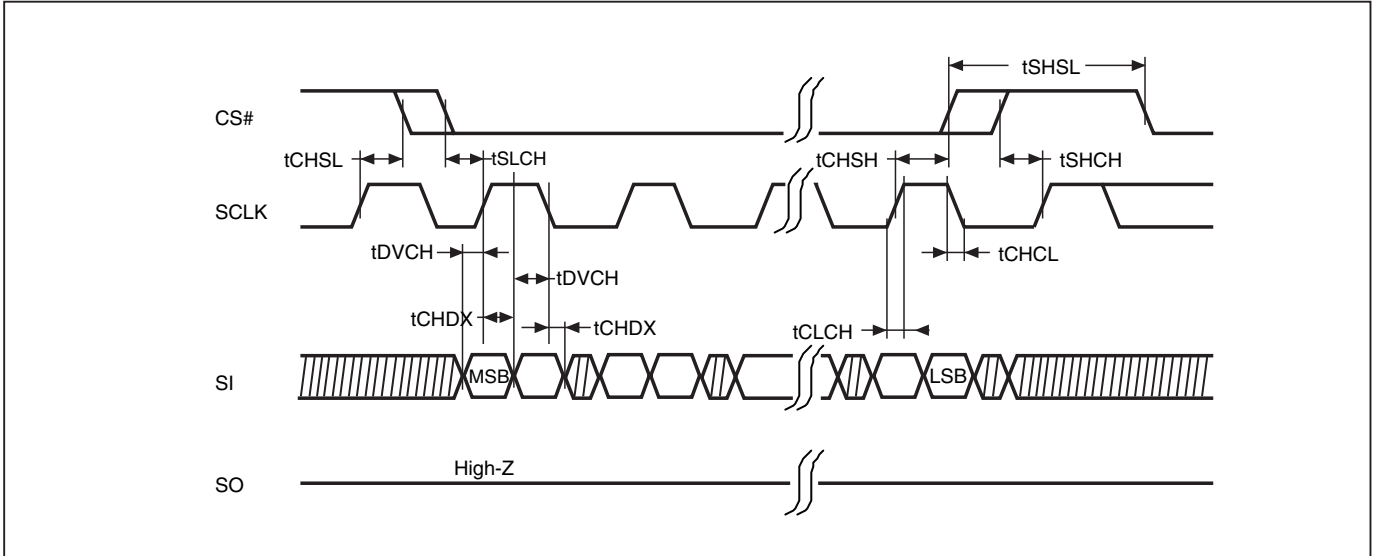 tSHSL
CS#
tCHSL
tSLCH
tCHSH
tSHCH
SCLK
tDVCH
tCHCL
tDVCH
tCHDX
tCHDX
tCLCH
SI
MSB
LSB
High-Z
SO